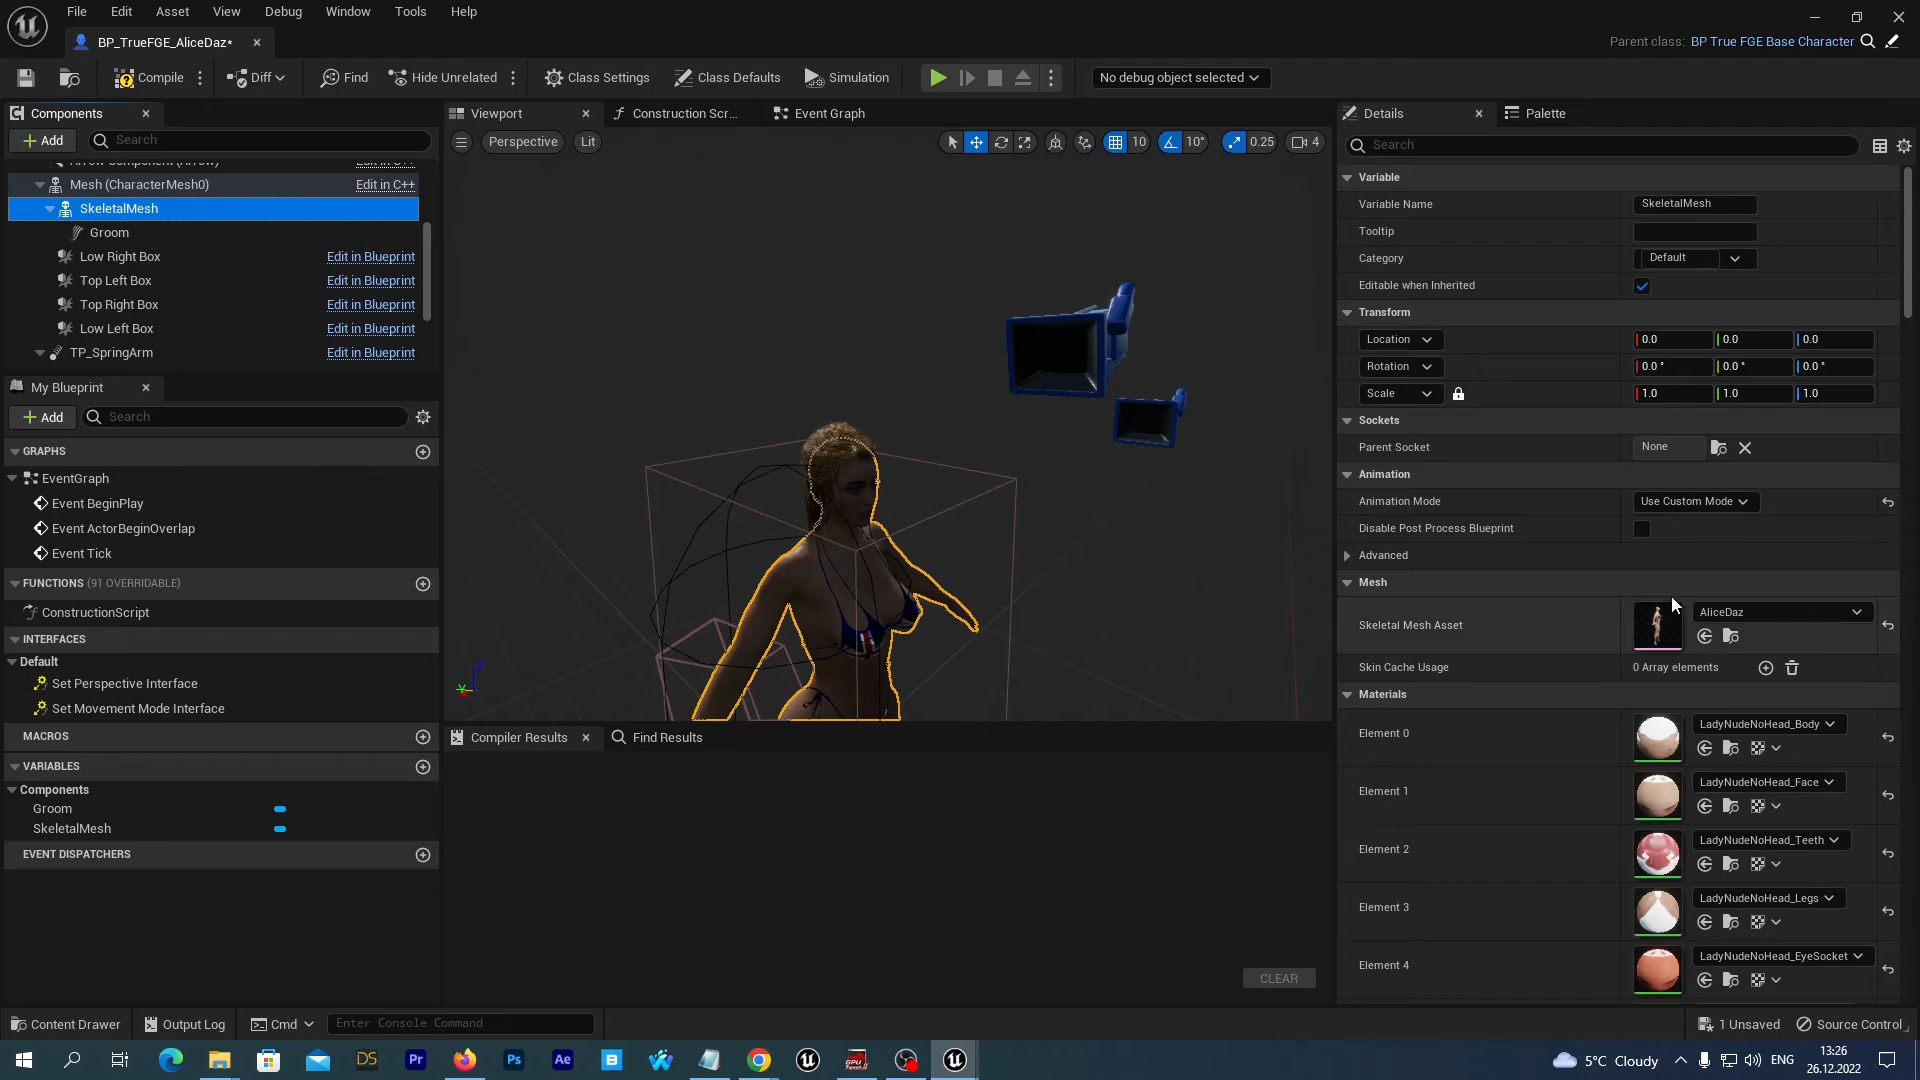 File Edit Asset View Debug Window Tools Help
BP_TrueFGE_AliceDaz*
Parent class: BP True FGE Base Character
Compile Diff Find Hide Unrelated Class Settings Class Defaults Simulation No debug object selected
Components
Add Search
Arrow Component (Arrow) Edit in C++
Mesh (CharacterMesh0) Edit in C++
SkeletalMesh
Groom
Low Right Box Edit in Blueprint
Top Left Box Edit in Blueprint
Top Right Box Edit in Blueprint
Low Left Box Edit in Blueprint
TP_SpringArm Edit in Blueprint
My Blueprint
Add Search
GRAPHS
EventGraph
Event BeginPlay
Event ActorBeginOverlap
Event Tick
FUNCTIONS (91 OVERRIDABLE)
ConstructionScript
INTERFACES
Default
Set Perspective Interface
Set Movement Mode Interface
MACROS
VARIABLES
Components
Groom
SkeletalMesh
EVENT DISPATCHERS
Viewport Construction Scr... Event Graph
Perspective Lit 10 10° 0.25 4
Compiler Results Find Results
CLEAR
Details Palette
Search
Variable
Variable Name SkeletalMesh
Tooltip
Category Default
Editable when Inherited
Transform
Location 0.0 0.0 0.0
Rotation 0.0 ° 0.0 ° 0.0 °
Scale 1.0 1.0 1.0
Sockets
Parent Socket None
Animation
Animation Mode Use Custom Mode
Disable Post Process Blueprint
Advanced
Mesh
Skeletal Mesh Asset AliceDaz
Skin Cache Usage 0 Array elements
Materials
Element 0 LadyNudeNoHead_Body
Element 1 LadyNudeNoHead_Face
Element 2 LadyNudeNoHead_Teeth
Element 3 LadyNudeNoHead_Legs
Element 4 LadyNudeNoHead_EyeSocket
Content Drawer Output Log Cmd Enter Console Command 1 Unsaved Source Control
DS Pr Ps Ae 5°C Cloudy ENG 13:26
26.12.2022